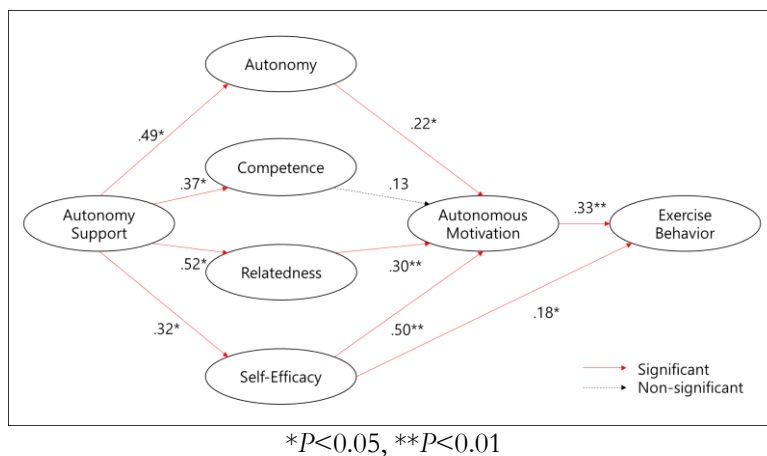 Autonomy
.49*
.22*
Competence
.37*
.13
Autonomy
Support
Autonomous
Motivation
.33**
Exercise
Behavior
.52*
Relatedness
.30**
.32*
.50**
.18*
Self-Efficacy
Significant
Non-significant
*P<0.05, **P<0.01